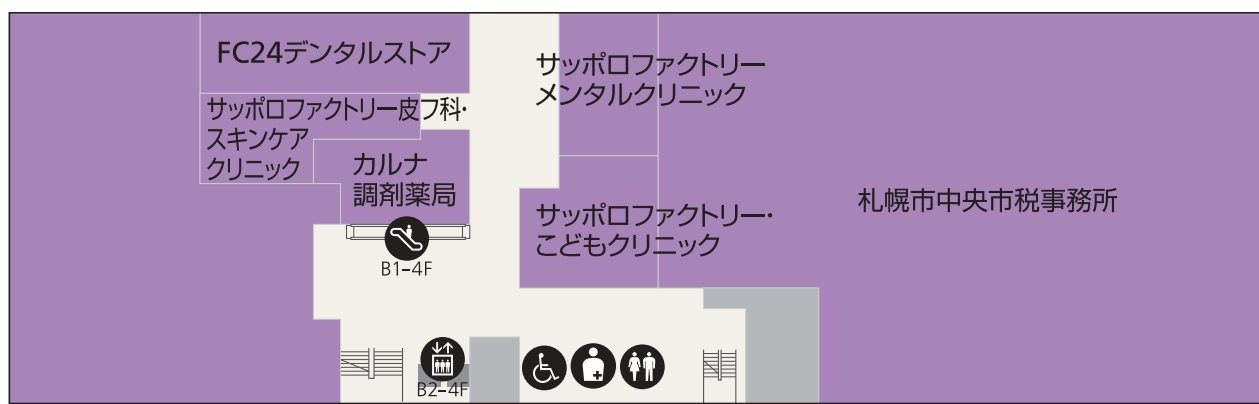 FC24デンタルストア
サッポロファクトリー皮フ科・
スキンケア
クリニック
カルナ
調剤薬局
B1-4F
B2-4F
サッポロファクトリー
メンタルクリニック
サッポロファクトリー・
こどもクリニック
札幌市中央市税事務所